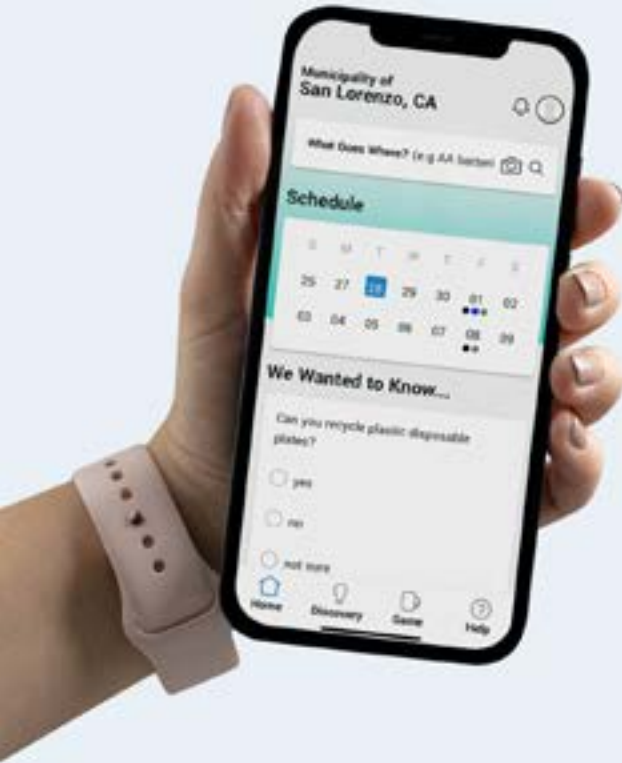 Municipality of
San Lorenzo, CA
What Goes Where? (e.g AA batteri
Schedule
S M T W T F S
26 27 28 29 30 01 02
03 04 05 06 07 08 09
We Wanted to Know...
Can you recycle plastic disposable
plates?
yes
no
not sure
Home Discovery Game Help